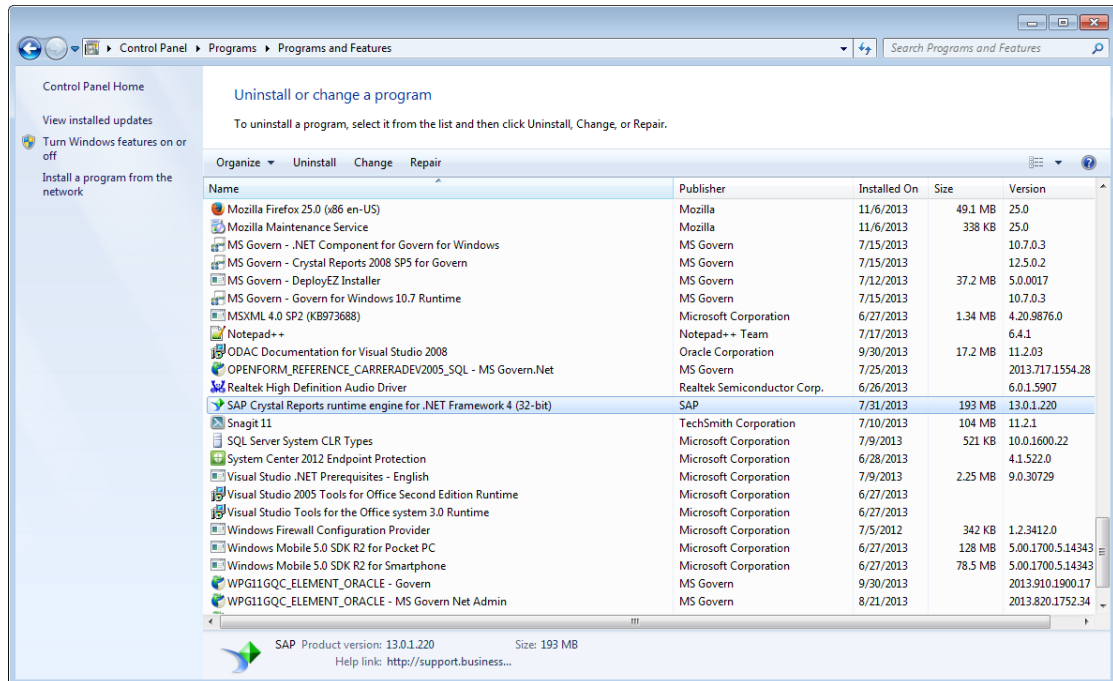 Control Panel Programs Programs and Features Search Programs and Features
Control Panel Home
View installed updates
Turn Windows features on or
off
Install a program from the
network
Uninstall or change a program
To uninstall a program, select it from the list and then click Uninstall, Change, or Repair.
Organize Uninstall Change Repair
Name Publisher Installed On Size Version
Mozilla Firefox 25.0 (x86 en-US) Mozilla 11/6/2013 49.1 MB 25.0
Mozilla Maintenance Service Mozilla 11/6/2013 338 KB 25.0
MS Govern - .NET Component for Govern for Windows MS Govern 7/15/2013 10.7.0.3
MS Govern - Crystal Reports 2008 SP5 for Govern MS Govern 7/15/2013 12.5.0.2
MS Govern - DeployEZ Installer MS Govern 7/12/2013 37.2 MB 5.0.0017
MS Govern - Govern for Windows 10.7 Runtime MS Govern 7/15/2013 10.7.0.3
MSXML 4.0 SP2 (KB973688) Microsoft Corporation 6/27/2013 1.34 MB 4.20.9876.0
Notepad++ Notepad++ Team 7/17/2013 6.4.1
ODAC Documentation for Visual Studio 2008 Oracle Corporation 9/30/2013 17.2 MB 11.2.03
OPENFORM_REFERENCE_CARRERADEV2005_SQL - MS Govern.Net MS Govern 7/25/2013 2013.717.1554.28
Realtek High Definition Audio Driver Realtek Semiconductor Corp. 6/26/2013 6.0.1.5907
SAP Crystal Reports runtime engine for .NET Framework 4 (32-bit) SAP 7/31/2013 193 MB 13.0.1.220
Snagit 11 TechSmith Corporation 7/10/2013 104 MB 11.2.1
SQL Server System CLR Types Microsoft Corporation 7/9/2013 521 KB 10.0.1600.22
System Center 2012 Endpoint Protection Microsoft Corporation 6/28/2013 4.1.522.0
Visual Studio .NET Prerequisites - English Microsoft Corporation 7/9/2013 2.25 MB 9.0.30729
Visual Studio 2005 Tools for Office Second Edition Runtime Microsoft Corporation 6/27/2013
Visual Studio Tools for the Office system 3.0 Runtime Microsoft Corporation 6/27/2013
Windows Firewall Configuration Provider Microsoft Corporation 7/5/2012 342 KB 1.2.3412.0
Windows Mobile 5.0 SDK R2 for Pocket PC Microsoft Corporation 6/27/2013 128 MB 5.00.1700.5.14343
Windows Mobile 5.0 SDK R2 for Smartphone Microsoft Corporation 6/27/2013 78.5 MB 5.00.1700.5.14343
WPG11GQC_ELEMENT_ORACLE - Govern MS Govern 9/30/2013 2013.910.1900.17
WPG11GQC_ELEMENT_ORACLE - MS Govern Net Admin MS Govern 8/21/2013 2013.820.1752.34
SAP Product version: 13.0.1.220 Size: 193 MB
Help link: http://support.business...